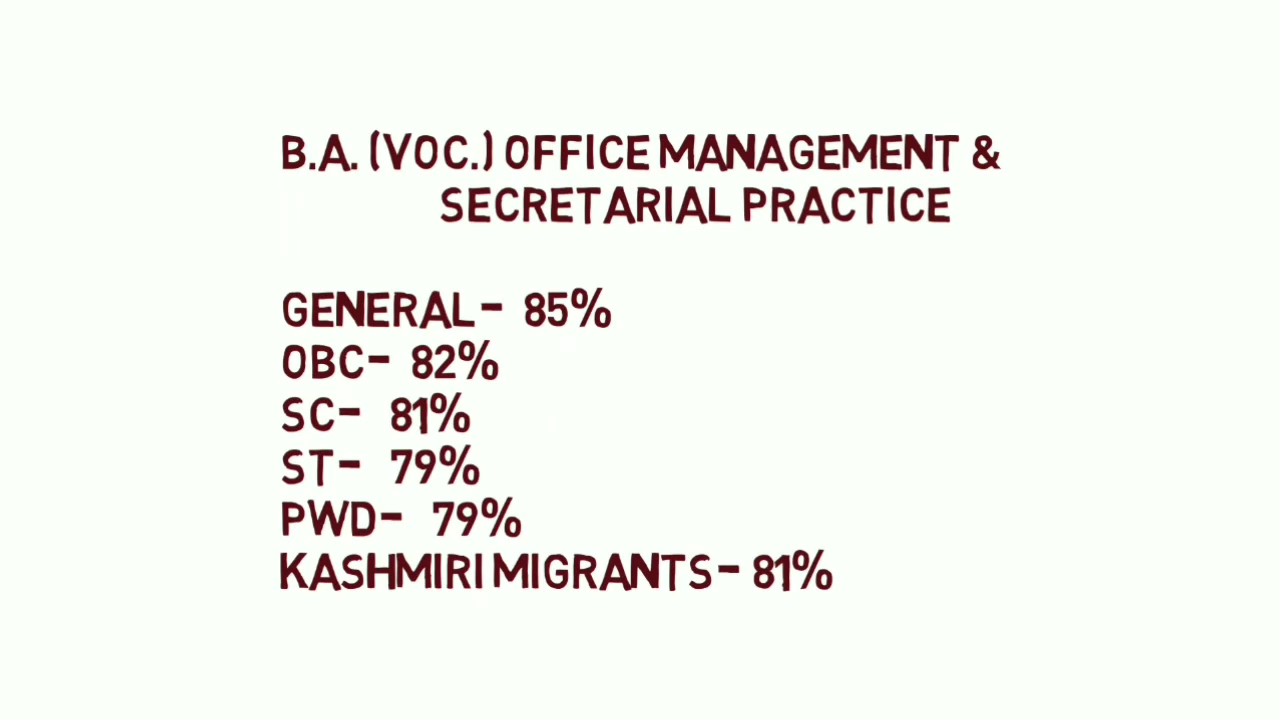 B.A. (VOC.) OFFICE MANAGEMENT &
SECRETARIAL PRACTICE
GENERAL- 85%
OBC- 82%
SC- 81%
ST- 79%
PWD- 79%
KASHMIRI MIGRANTS- 81%